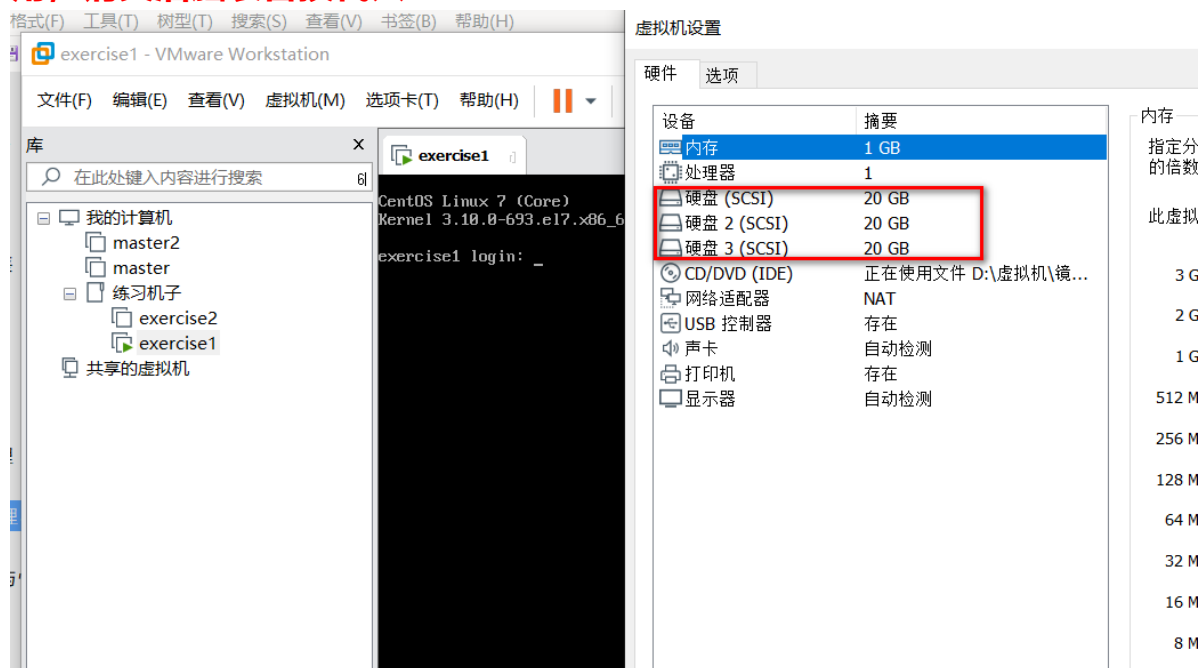 格式(F) 工具(T) 树型(T) 搜索(S) 查看(V) 书签(B) 帮助(H)
exercise1 - VMware Workstation
文件(F) 编辑(E) 查看(V) 虚拟机(M) 选项卡(T) 帮助(H)
库
在此处键入内容进行搜索
我的计算机
master2
master
练习机子
exercise2
exercise1
共享的虚拟机
exercise1
CentOS Linux 7 (Core)
Kernel 3.10.0-693.el7.x86_6
exercise1 login: _
虚拟机设置
硬件 选项
设备 摘要
内存 1 GB
处理器 1
硬盘 (SCSI) 20 GB
硬盘 2 (SCSI) 20 GB
硬盘 3 (SCSI) 20 GB
CD/DVD (IDE) 正在使用文件 D:\虚拟机\镜...
网络适配器 NAT
USB 控制器 存在
声卡 自动检测
打印机 存在
显示器 自动检测
内存
指定分
的倍数
此虚拟
3 G
2 G
1 G
512 M
256 M
128 M
64 M
32 M
16 M
8 M